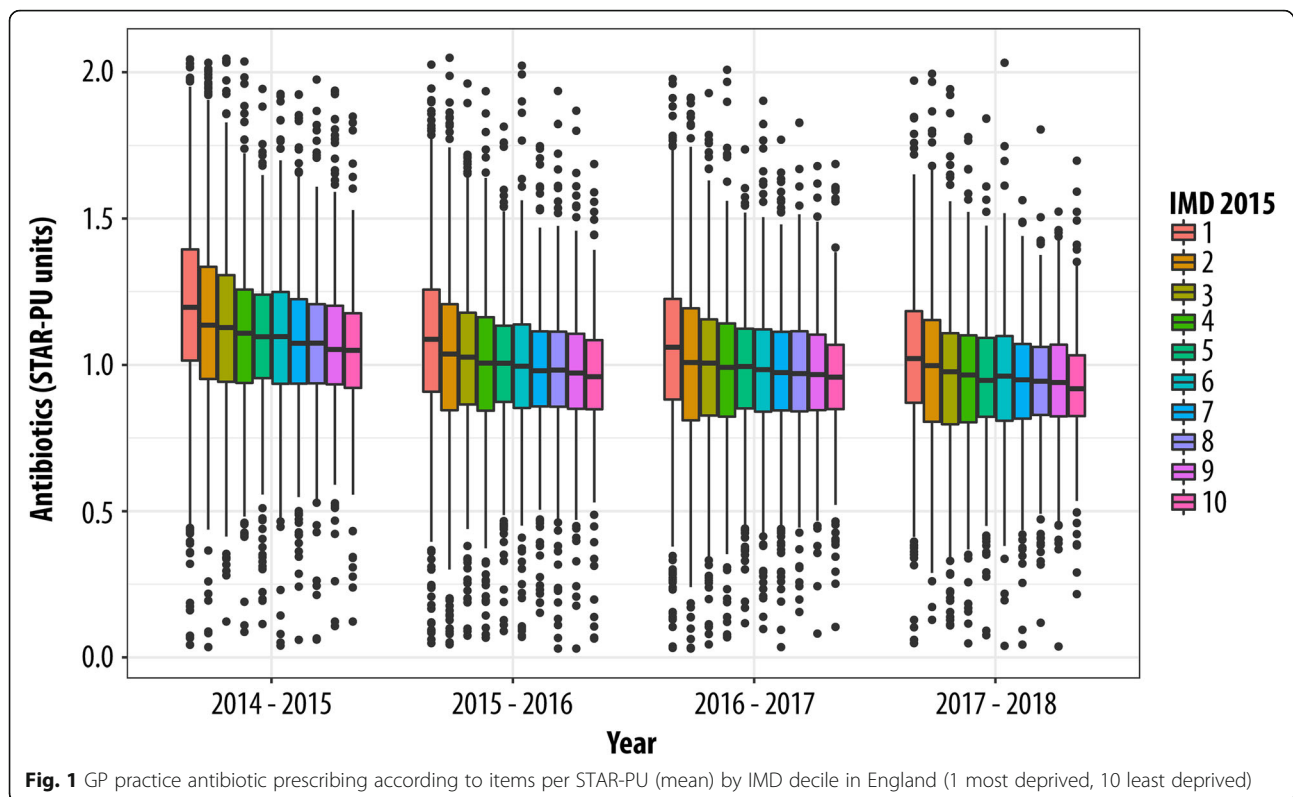 2.0
1.5
1.0
0.5
0.0
Antibiotics (STAR-PU units)
2014 - 2015
2015 - 2016
2016 - 2017
2017 - 2018
Year
IMD 2015
1
2
3
4
5
6
7
8
9
10
Fig. 1 GP practice antibiotic prescribing according to items per STAR-PU (mean) by IMD decile in England (1 most deprived, 10 least deprived)